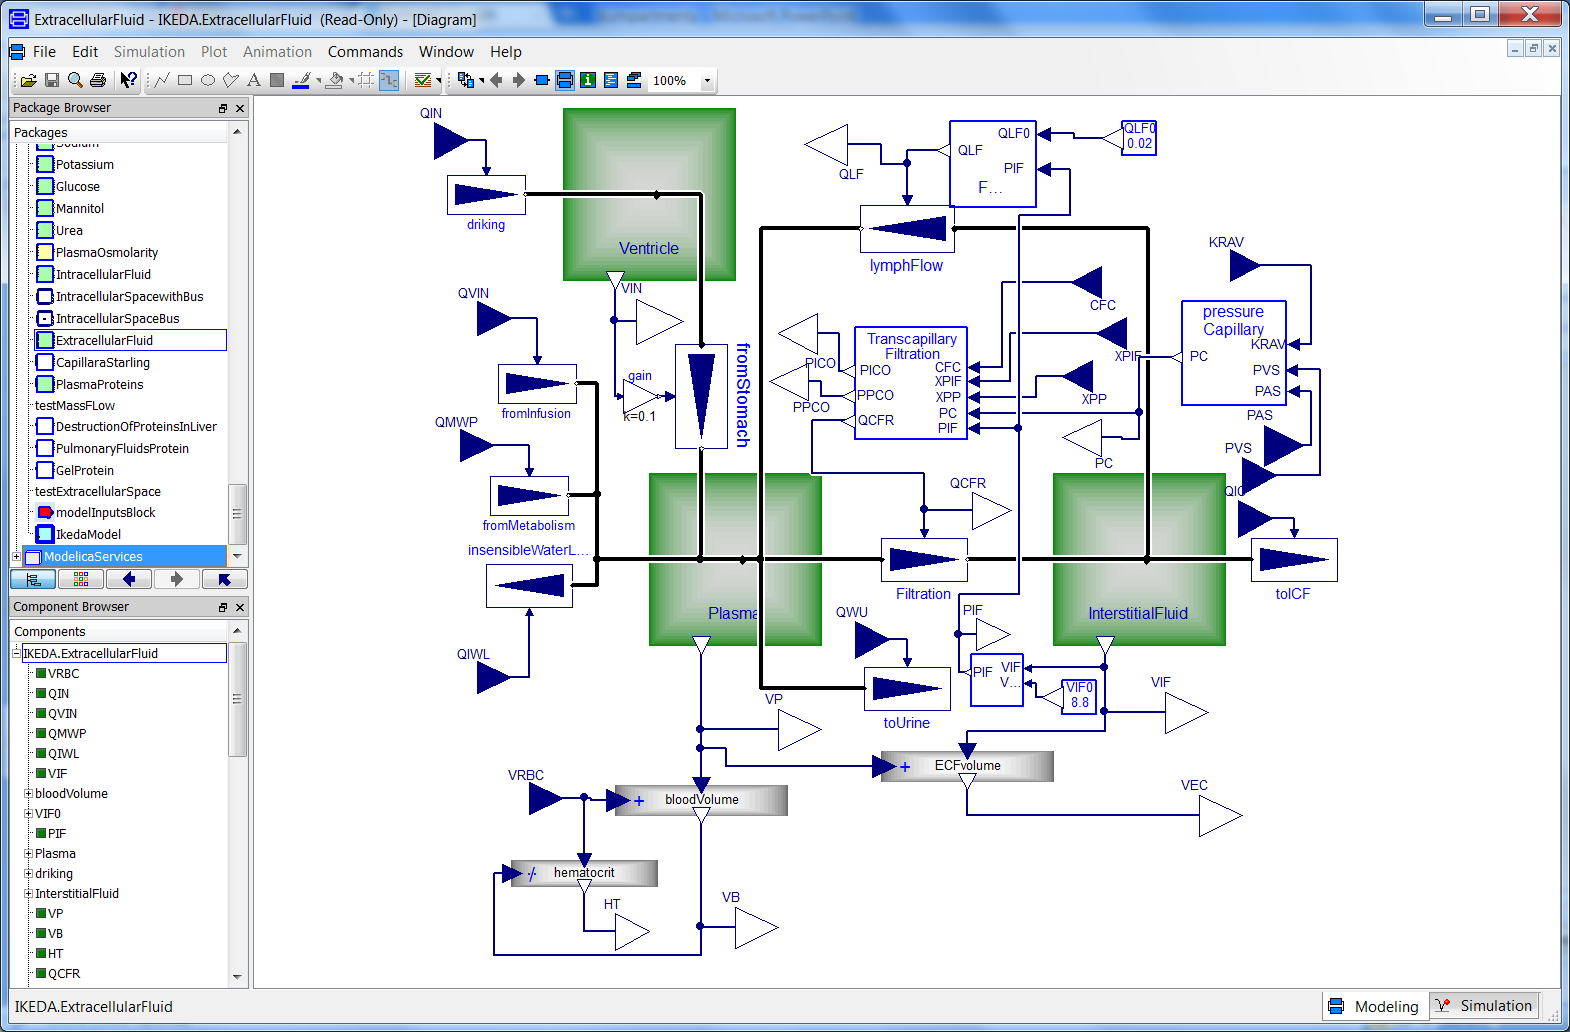 ExtracellularFluid - IKEDA.ExtracellularFluid  (Read-Only) - [Diagram]
File Edit Simulation Plot Animation Commands Window Help
100%
Package Browser
Packages
Sodium
Potassium
Glucose
Mannitol
Urea
PlasmaOsmolarity
IntracellularFluid
IntracellularSpacewithBus
IntracellularSpaceBus
ExtracellularFluid
CapillaraStarling
PlasmaProteins
testMassFLow
DestructionOfProteinsInLiver
PulmonaryFluidsProtein
GelProtein
testExtracellularSpace
modelInputsBlock
IkedaModel
ModelicaServices
Component Browser
Components
IKEDA.ExtracellularFluid
VRBC
QIN
QVIN
QMWP
QIWL
VIF
bloodVolume
VIF0
PIF
Plasma
driking
InterstitialFluid
VP
VB
HT
QCFR
QIN
driking
Ventricle
VIN
QVIN
fromInfusion
gain
k=0.1
fromStomach
QMWP
fromMetabolism
insensibleWaterL...
QIWL
Plasma
QLF
QLF0
QLF
PIF
F...
QLF0
0.02
lymphFlow
KRAV
CFC
XPIF
XPP
pressure
Capillary
KRAV
PC
PVS
PAS
PAS
PVS
QIC
Transcapillary
Filtration
PICO
PPCO
QCFR
CFC
XPIF
XPP
PC
PIF
PICO
PPCO
PC
QCFR
Filtration
InterstitialFluid
toICF
QWU
toUrine
PIF
PIF
VIF
V...
VIF0
8.8
VIF
VP
ECFvolume
VEC
VRBC
bloodVolume
hematocrit
HT
VB
IKEDA.ExtracellularFluid
Modeling Simulation